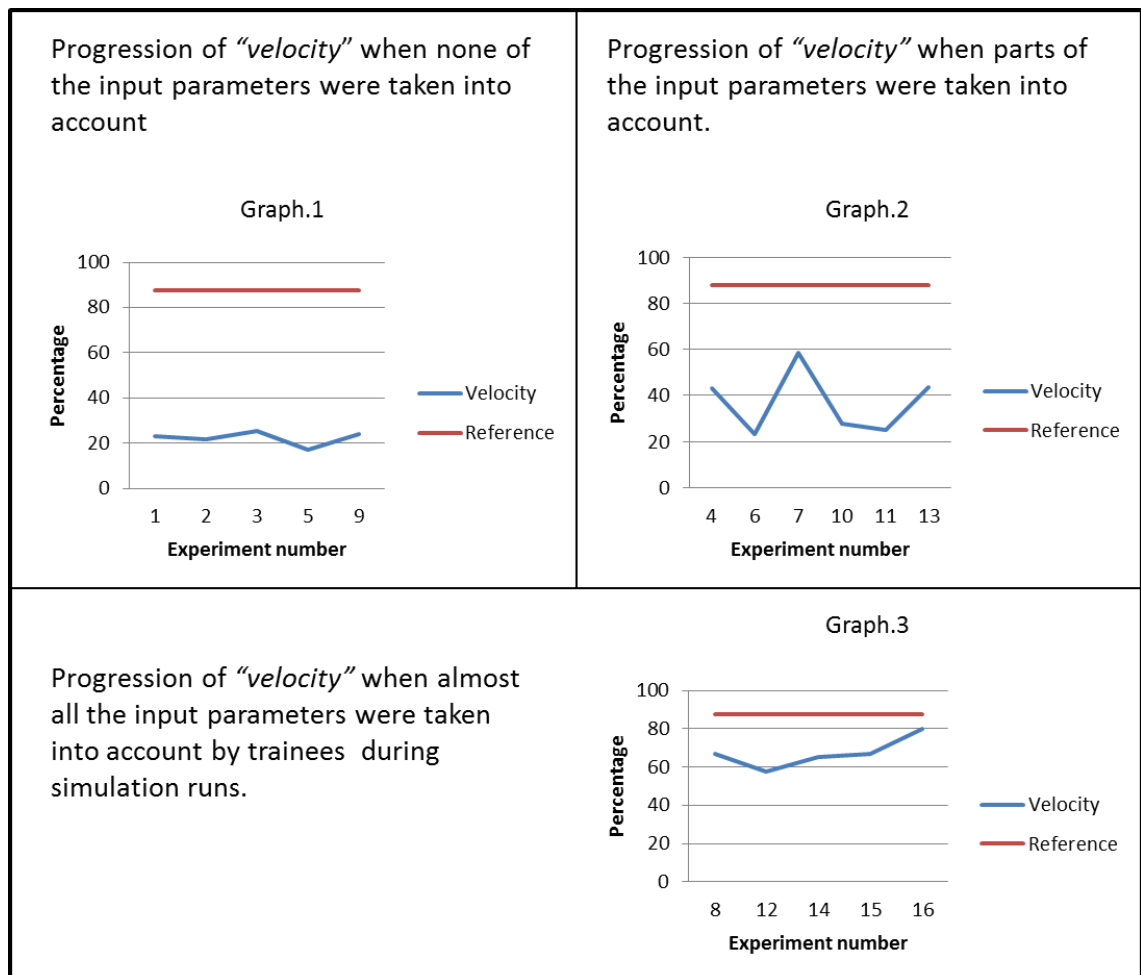 Progression of “velocity” when none of
the input parameters were taken into
account
Graph.1
100
80
60
40
20
0
Percentage
1 2 3 5 9
Experiment number
Velocity
Reference
Progression of “velocity” when parts of
the input parameters were taken into
account.
Graph.2
100
80
60
40
20
0
Percentage
4 6 7 10 11 13
Experiment number
Velocity
Reference
Progression of “velocity” when almost
all the input parameters were taken
into account by trainees during
simulation runs.
Graph.3
100
80
60
40
20
0
Percentage
8 12 14 15 16
Experiment number
Velocity
Reference